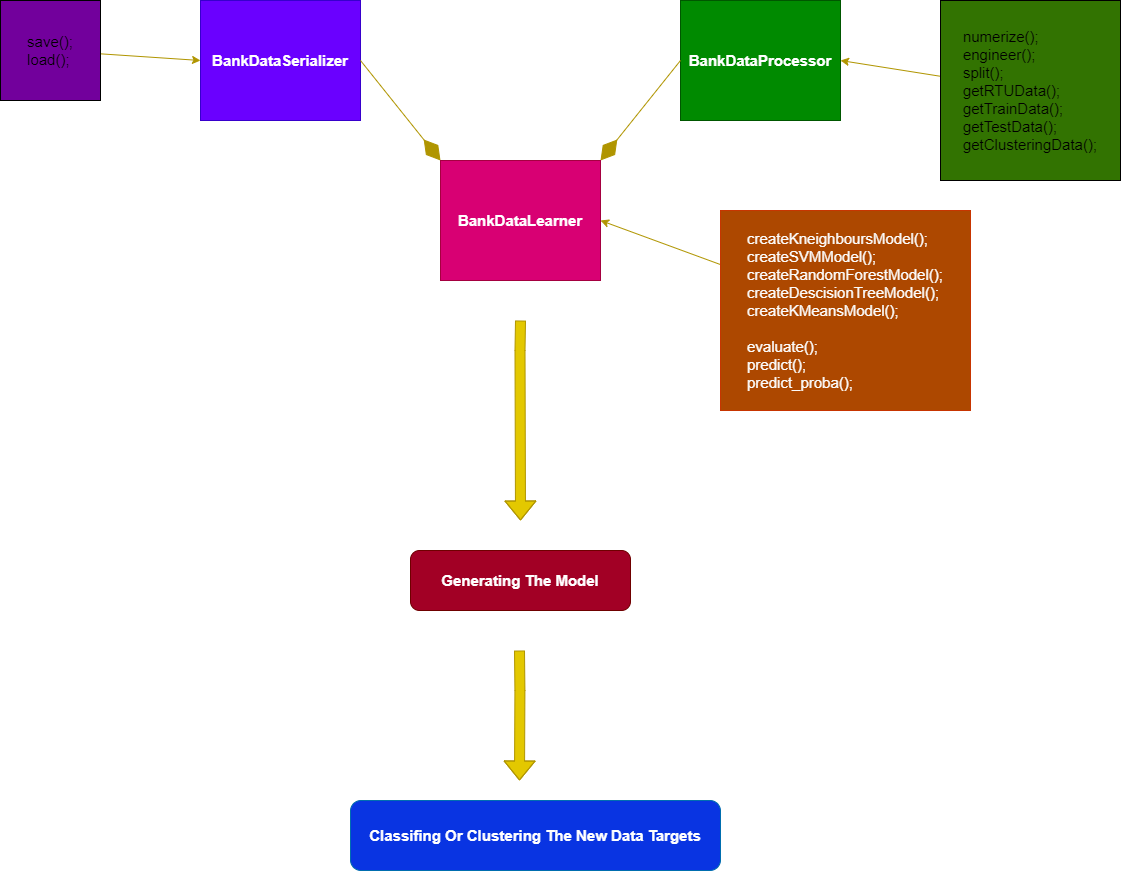 save();
load();
BankDataSerializer
BankDataProcessor
numerize();
engineer();
split();
getRTUData();
getTrainData();
getTestData();
getClusteringData();
BankDataLearner
createKneighboursModel();
createSVMModel();
createRandomForestModel();
createDescisionTreeModel();
createKMeansModel();
evaluate();
predict();
predict_proba();
Generating The Model
Classifing Or Clustering The New Data Targets